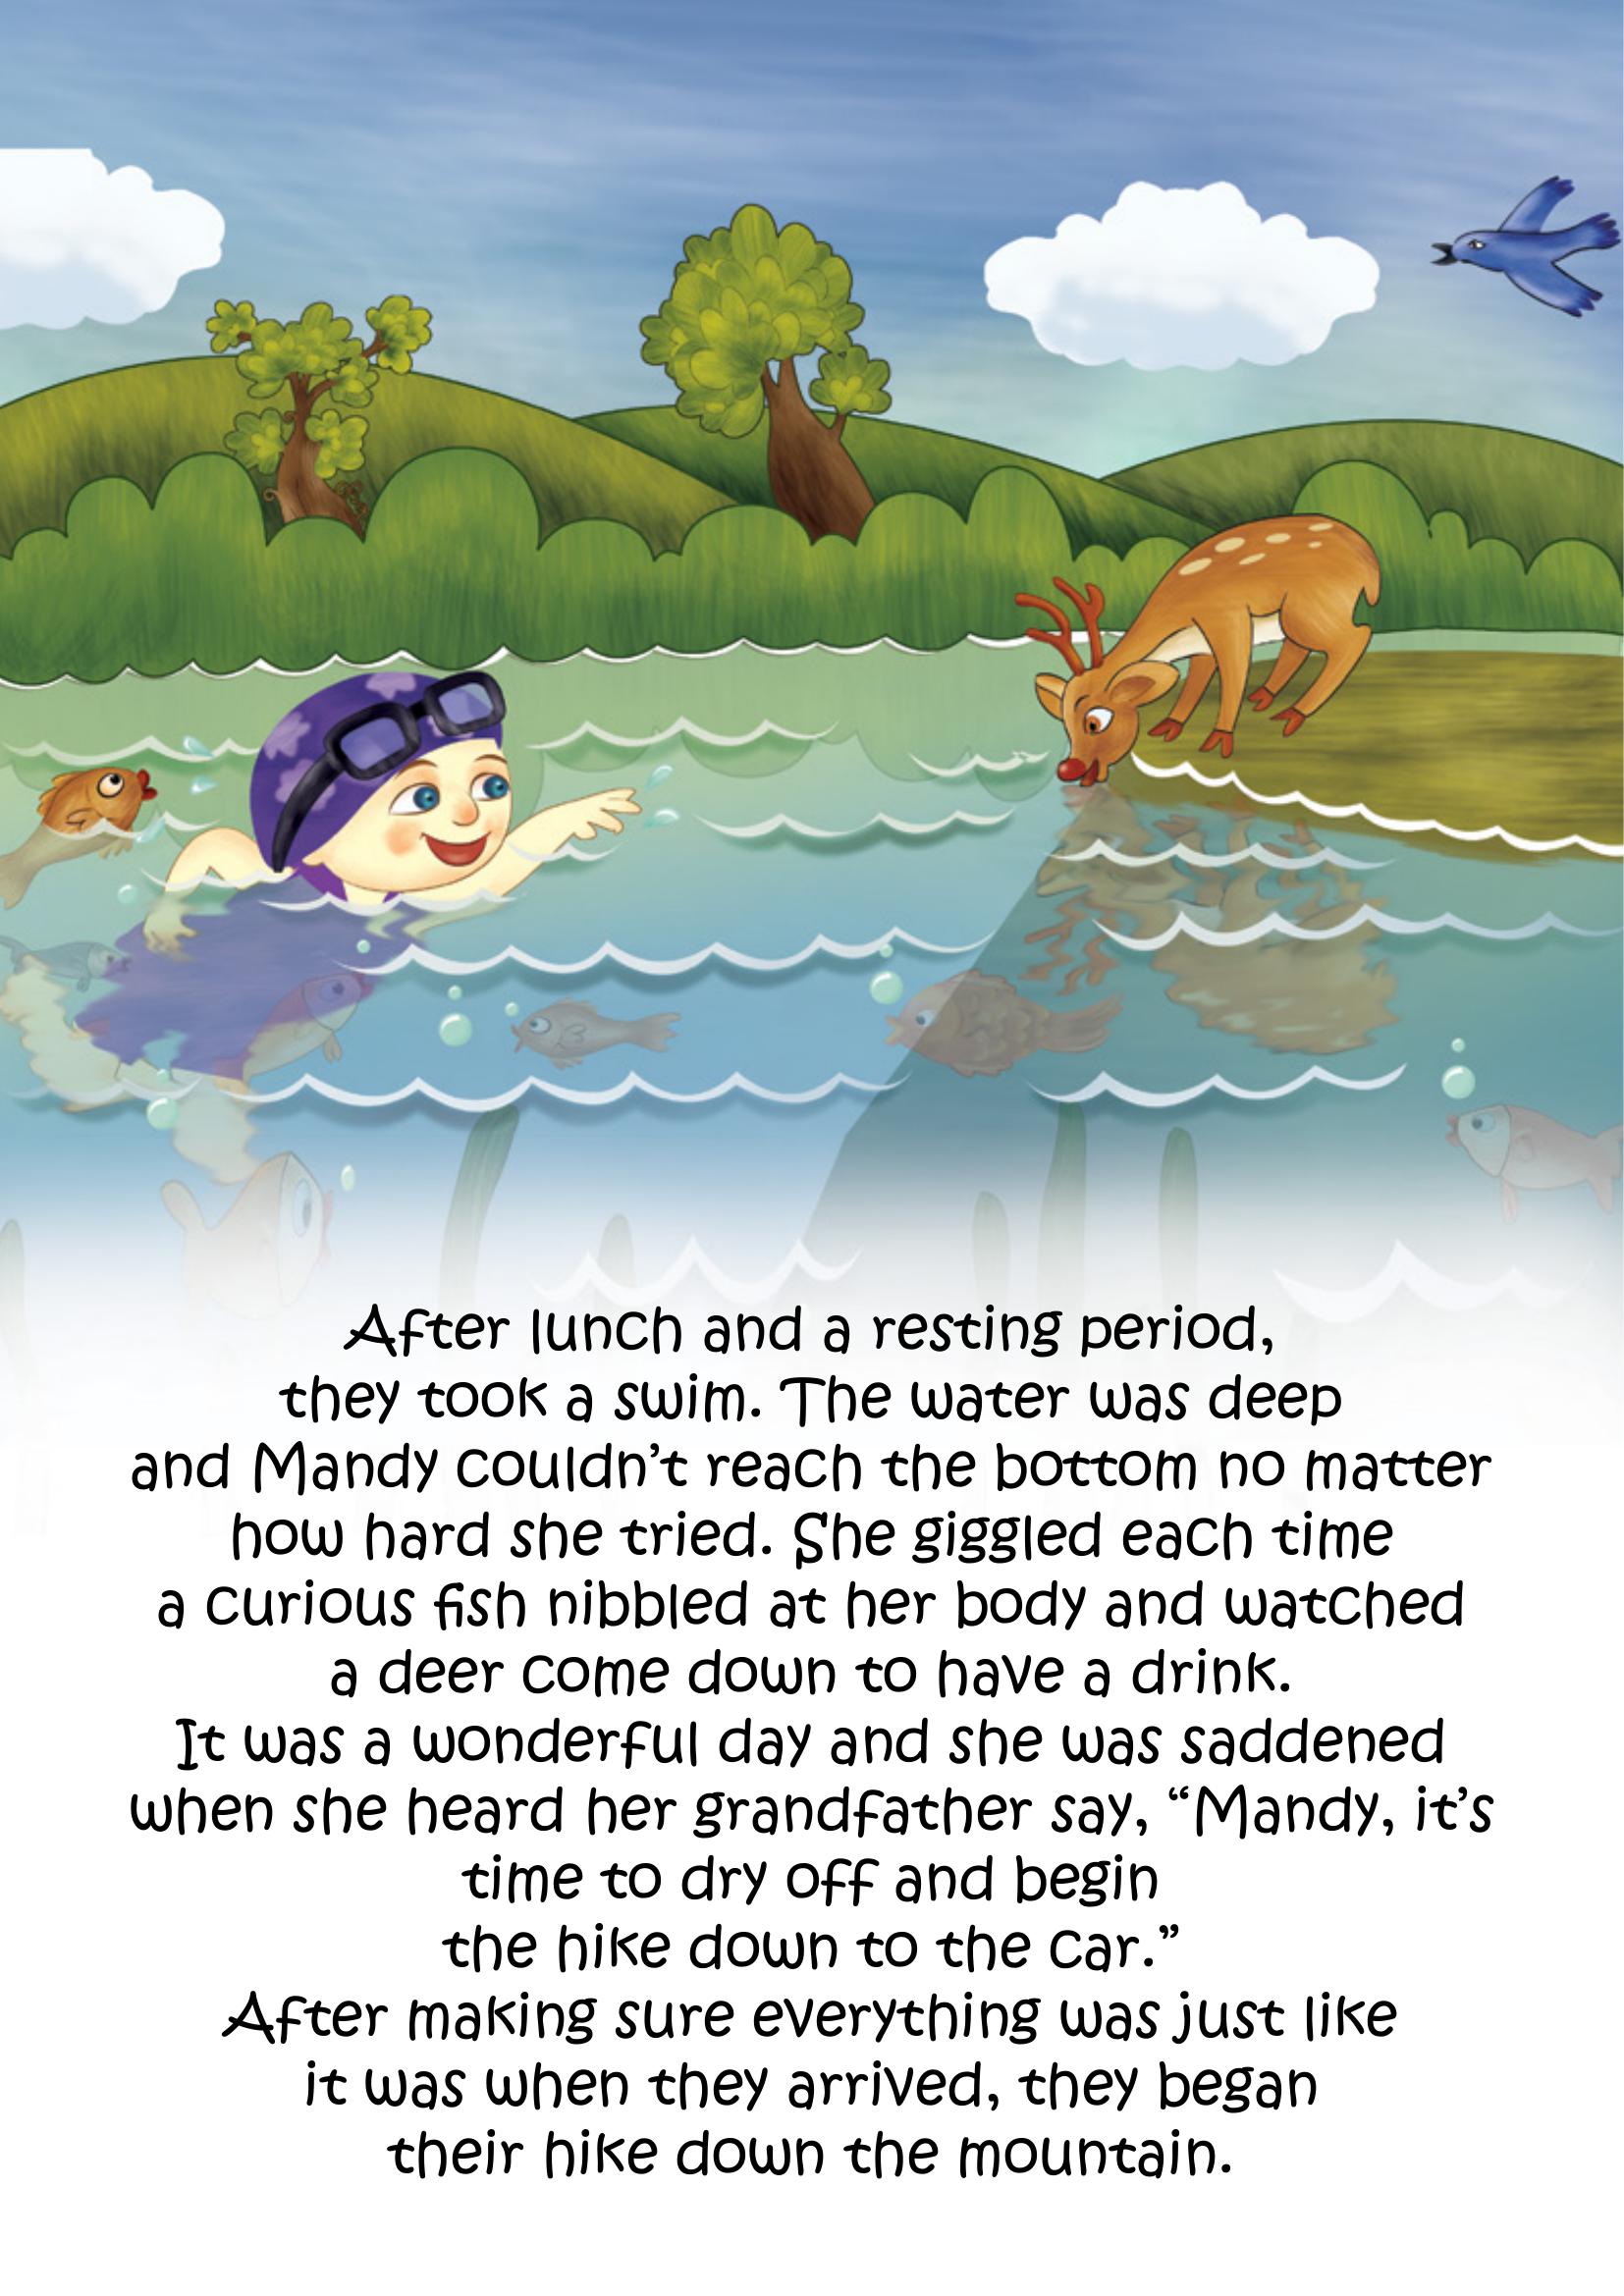 After lunch and a resting period,
they took a swim. The water was deep
and Mandy couldn’t reach the bottom no matter
how hard she tried. She giggled each time
a curious fish nibbled at her body and watched
a deer come down to have a drink.
It was a wonderful day and she was saddened
when she heard her grandfather say, “Mandy, it’s
time to dry off and begin
the hike down to the car.”
After making sure everything was just like
it was when they arrived, they began
their hike down the mountain.